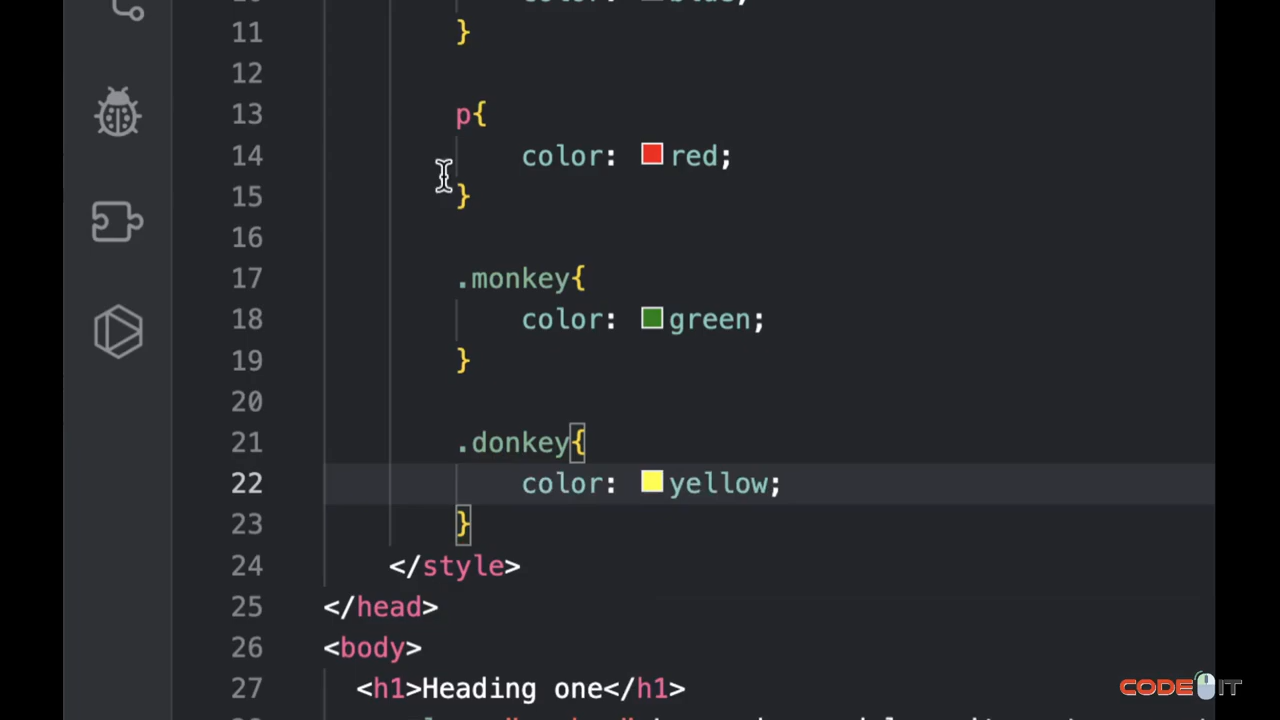 11 }
12
13 p{
14 color: red;
15 }
16
17 .monkey{
18 color: green;
19 }
20
21 .donkey{
22 color: yellow;
23 }
24 </style>
25 </head>
26 <body>
27 <h1>Heading one</h1>
CODE IT